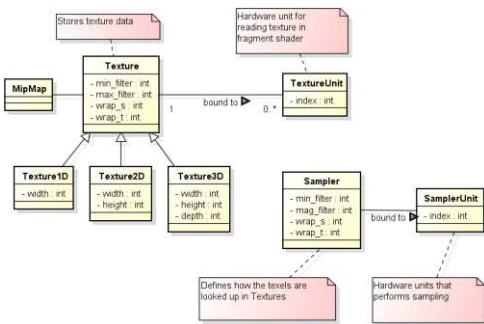 Stores texture data
Hardware unit for
reading texture in
fragment shader
MipMap
Texture
- min_filter : int
- max_filter : int
- wrap_s : int
- wrap_t : int
1
bound to
0..*
TextureUnit
- index : int
Texture1D
- width : int
Texture2D
- width : int
- height : int
Texture3D
- width : int
- height : int
- depth : int
Sampler
- min_filter : int
- mag_filter : int
- wrap_s : int
- wrap_t : int
bound to
SamplerUnit
- index : int
Defines how the texels are
looked up in Textures
Hardware units that
performs sampling